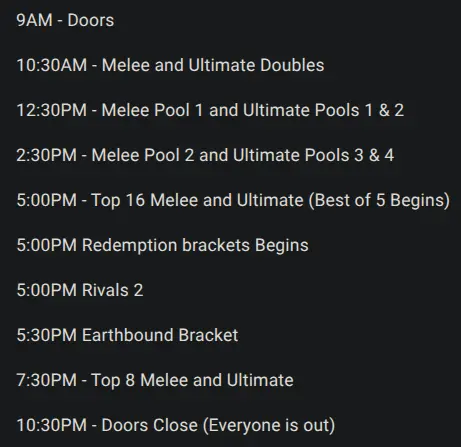 9AM - Doors
10:30AM - Melee and Ultimate Doubles
12:30PM - Melee Pool 1 and Ultimate Pools 1 & 2
2:30PM - Melee Pool 2 and Ultimate Pools 3 & 4
5:00PM - Top 16 Melee and Ultimate (Best of 5 Begins)
5:00PM Redemption brackets Begins
5:00PM Rivals 2
5:30PM Earthbound Bracket
7:30PM - Top 8 Melee and Ultimate
10:30PM - Doors Close (Everyone is out)